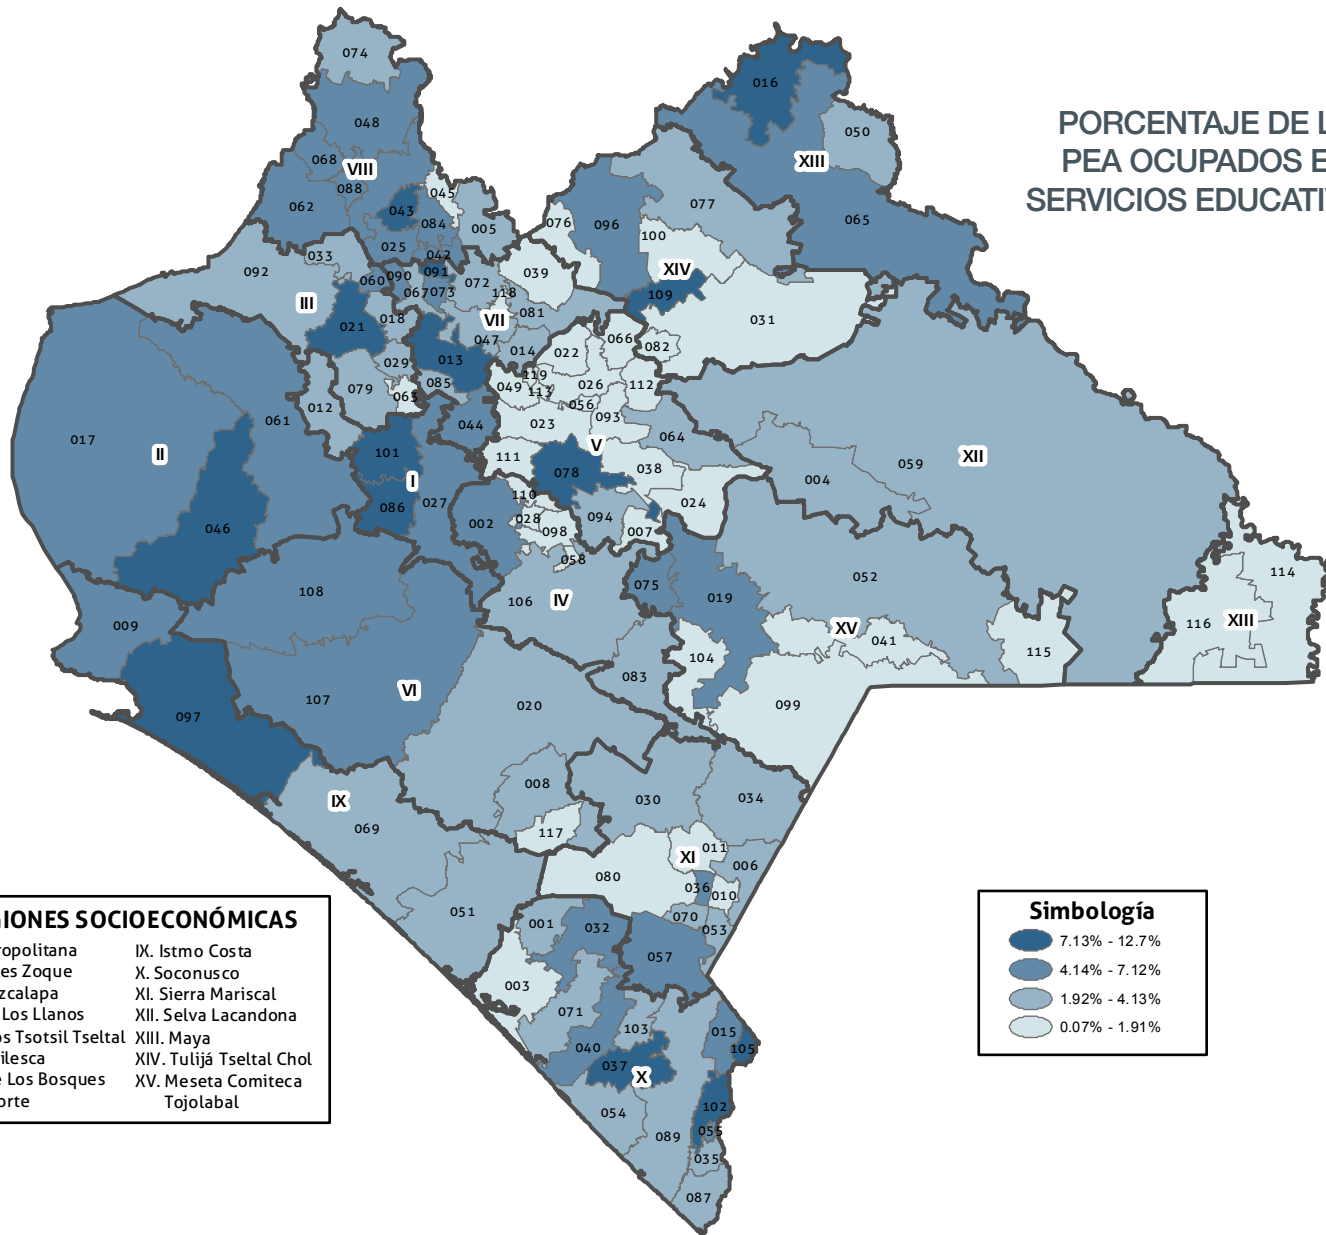 PORCENTAJE DE L
PEA OCUPADOS E
SERVICIOS EDUCATI
074
016
048
050
068
VIII
XIII
088
045
062
043
077
084
005
076
096
065
025
100
042
033
092
091
039
XIV
060
090
072
067
073
118
109
III
018
081
VII
031
021
047
066
082
029
013
014
022
119
079
085
049
026
112
113
063
012
056
061
044
023
093
064
017
II
V
101
111
XII
059
038
I
078
004
086
027
110
024
046
002
028
094
098
007
058
052
114
075
108
106
IV
019
009
XV
116
XIII
041
104
115
083
VI
107
020
099
097
008
030
034
IX
069
117
011
XI
006
080
036
010
051
070
001
032
053
057
003
071
103
015
040
105
037
X
102
054
089
055
035
087
GIONES SOCIOECONÓMICAS
ropolitana
es Zoque
zcalapa
Los Llanos
os Tsotsil Tseltal
ilesca
e Los Bosques
orte
IX. Istmo Costa
X. Soconusco
XI. Sierra Mariscal
XII. Selva Lacandona
XIII. Maya
XIV. Tulijá Tseltal Chol
XV. Meseta Comiteca
Tojolabal
Simbología
7.13% - 12.7%
4.14% - 7.12%
1.92% - 4.13%
0.07% - 1.91%